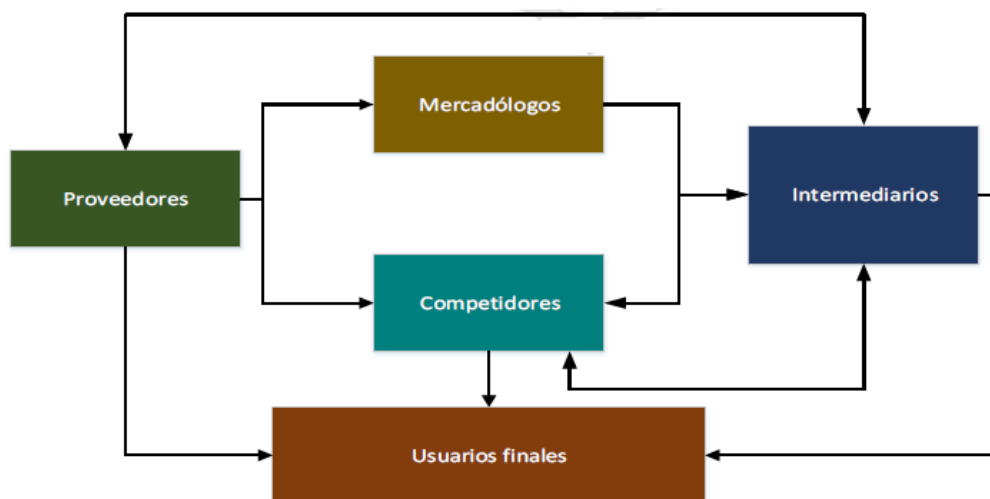 Mercadólogos
Proveedores
Intermediarios
Competidores
Usuarios finales